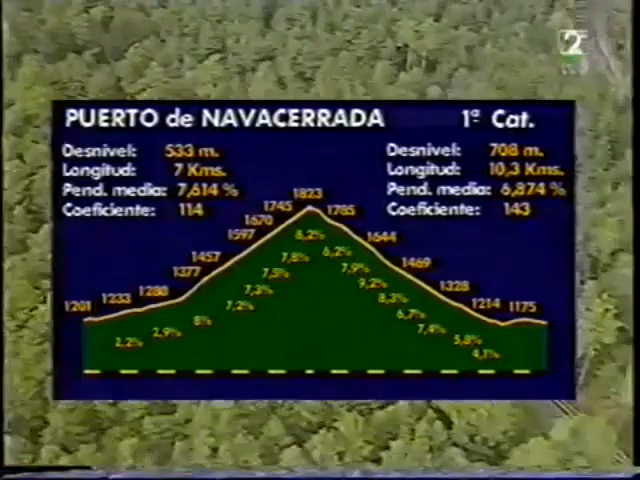 2
PUERTO de NAVACERRADA 1ª Cat.
Desnivel: 533 m.
Longitud: 7 Kms.
Pend. media: 7,614 %
Coeficiente: 114
Desnivel: 708 m.
Longitud: 10,3 Kms.
Pend. media: 6,874 %
Coeficiente: 143
1201 1233 1280 1377 1457 1597 1670 1745 1823 1785 1644 1469 1328 1214 1175
2,2% 2,9% 8% 7,2% 7,3% 7,5% 7,8% 8,2% 6,2% 7,9% 9,2% 8,3% 6,7% 7,4% 5,8% 4,1%